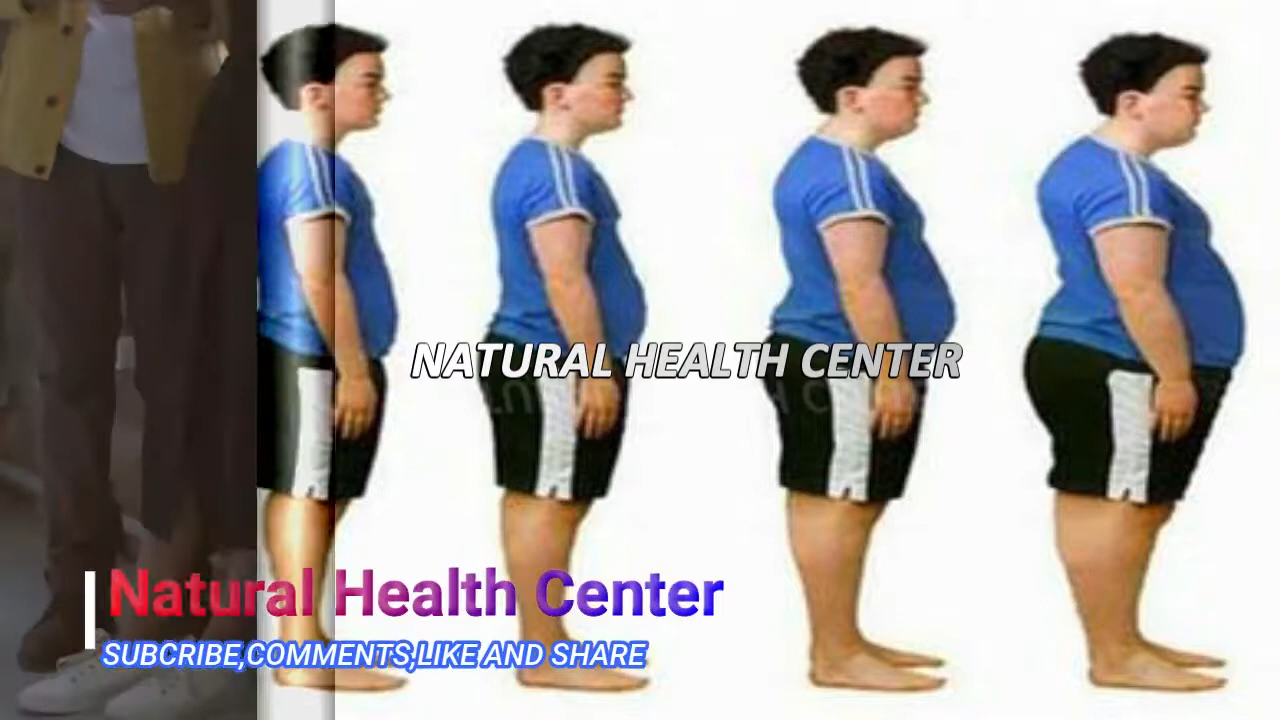 NATURAL HEALTH CENTER
Natural Health Center
SUBCRIBE,COMMENTS,LIKE AND SHARE